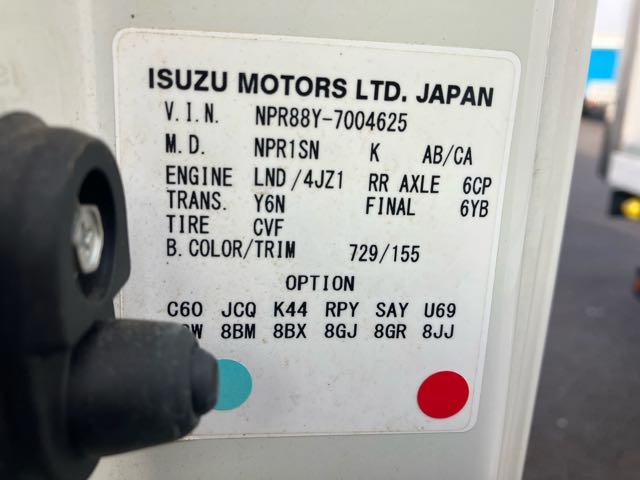 ISUZU MOTORS LTD. JAPAN
V.I.N. NPR88Y-7004625
M.D. NPR1SN K AB/CA
ENGINE LND/4JZ1 RR AXLE 6CP
TRANS. Y6N FINAL 6YB
TIRE CVF
B.COLOR/TRIM 729/155
OPTION
C60 JCQ K44 RPY SAY U69
8BM 8BX 8GJ 8GR 8JJ